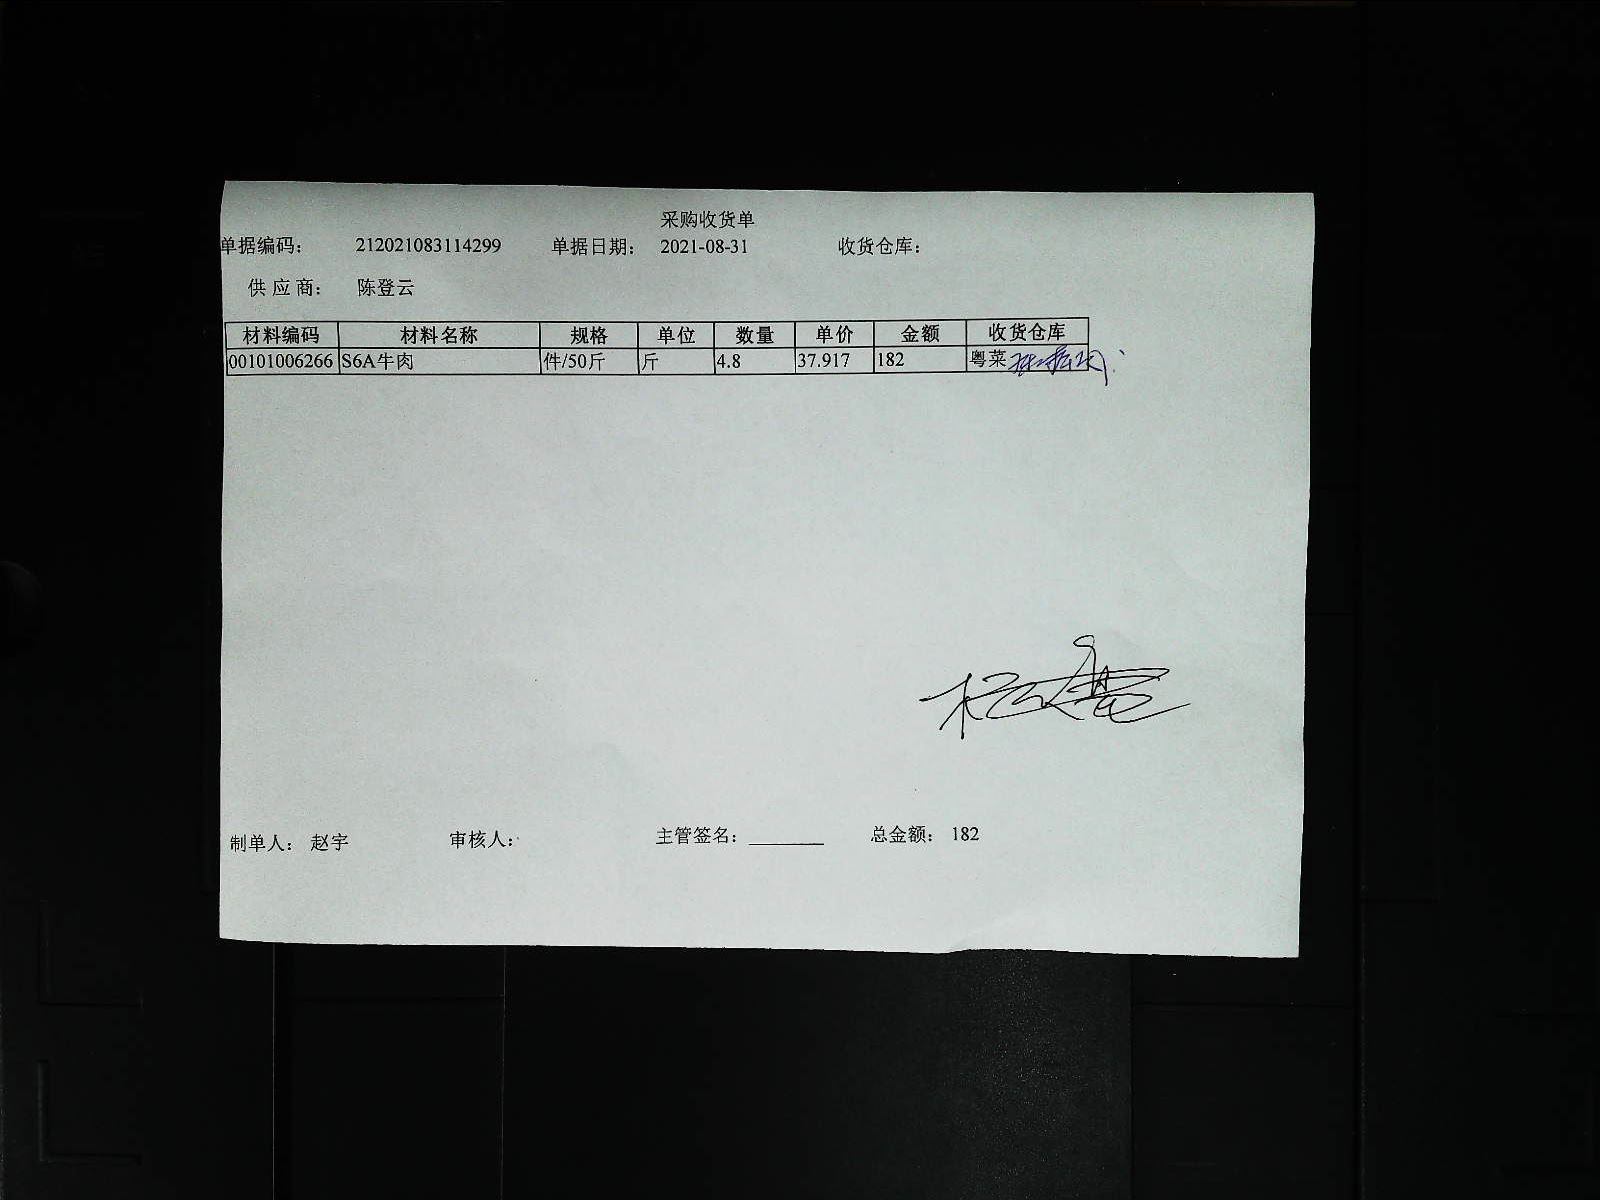 采购收货单
单据编码： 212021083114299 单据日期： 2021-08-31 收货仓库：
供应商： 陈登云
材料编码 材料名称 规格 单位 数量 单价 金额 收货仓库
00101006266 S6A牛肉 件/50斤 斤 4.8 37.917 182 粤菜
制单人： 赵宇 审核人： 主管签名： 总金额： 182